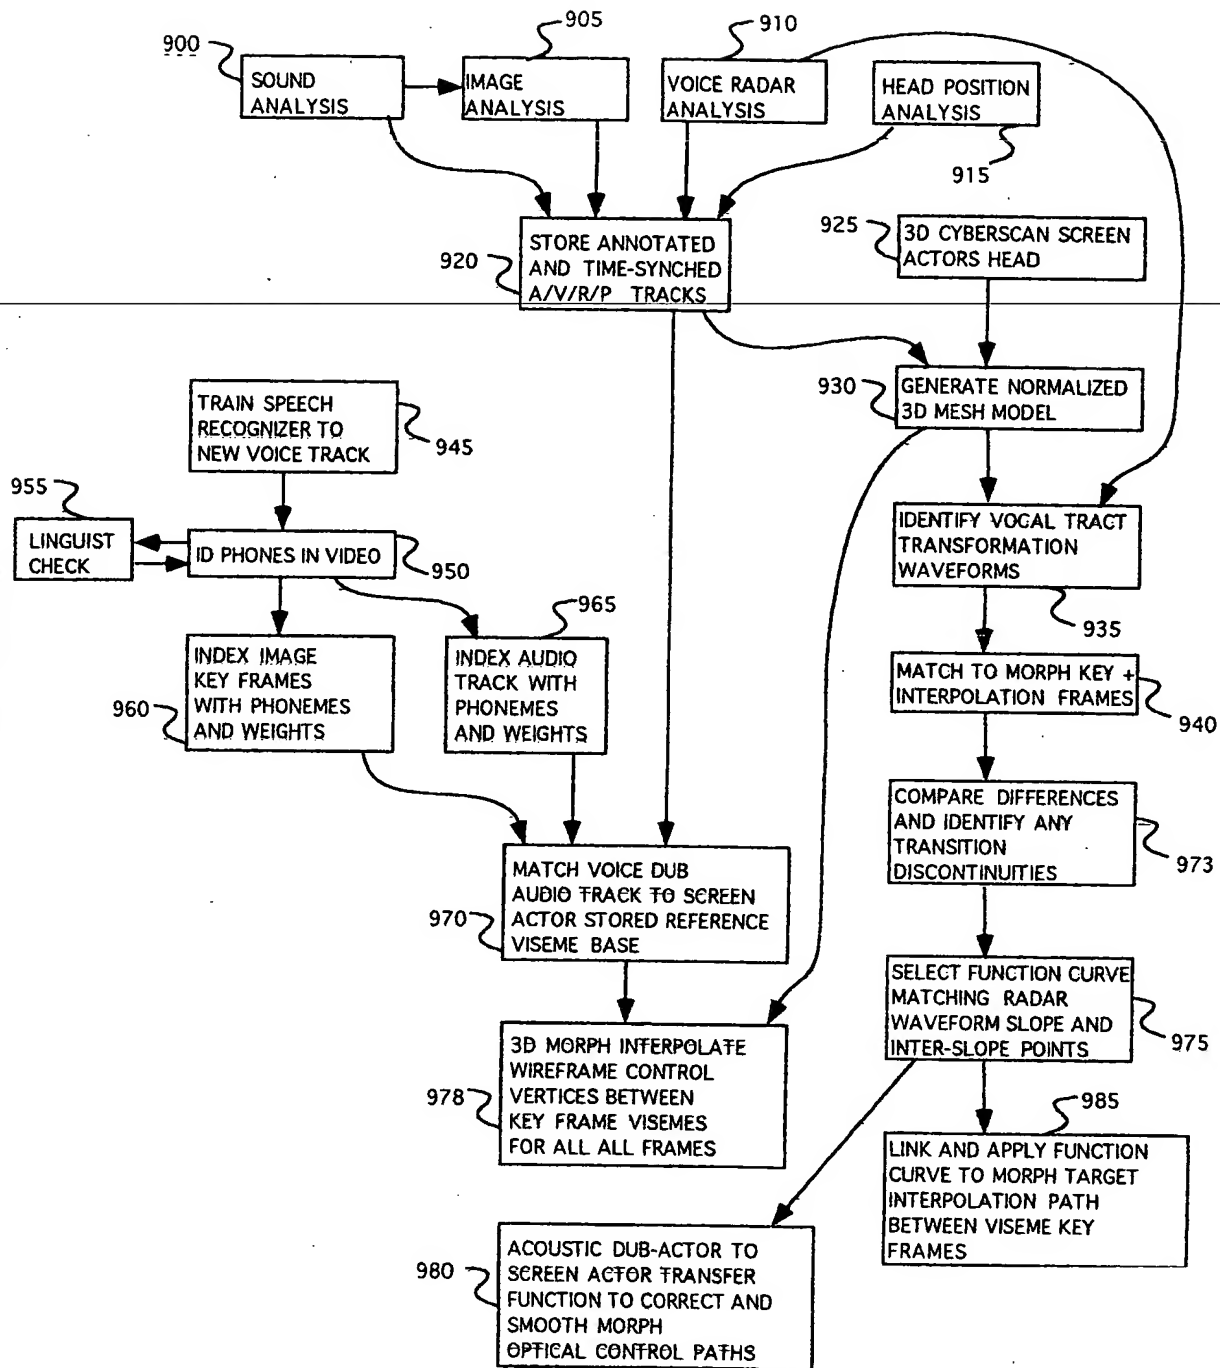 900
SOUND
ANALYSIS
905
IMAGE
ANALYSIS
910
VOICE RADAR
ANALYSIS
HEAD POSITION
ANALYSIS
915
920
STORE ANNOTATED
AND TIME-SYNCHED
A/V/R/P TRACKS
925
3D CYBERSCAN SCREEN
ACTORS HEAD
930
GENERATE NORMALIZED
3D MESH MODEL
TRAIN SPEECH
RECOGNIZER TO
NEW VOICE TRACK
945
955
LINGUIST
CHECK
ID PHONES IN VIDEO
950
IDENTIFY VOCAL TRACT
TRANSFORMATION
WAVEFORMS
935
965
INDEX IMAGE
KEY FRAMES
WITH PHONEMES
AND WEIGHTS
960
INDEX AUDIO
TRACK WITH
PHONEMES
AND WEIGHTS
MATCH TO MORPH KEY +
INTERPOLATION FRAMES
940
COMPARE DIFFERENCES
AND IDENTIFY ANY
TRANSITION
DISCONTINUITIES
973
970
MATCH VOICE DUB
AUDIO TRACK TO SCREEN
ACTOR STORED REFERENCE
VISEME BASE
SELECT FUNCTION CURVE
MATCHING RADAR
WAVEFORM SLOPE AND
INTER-SLOPE POINTS
975
978
3D MORPH INTERPOLATE
WIREFRAME CONTROL
VERTICES BETWEEN
KEY FRAME VISEMES
FOR ALL ALL FRAMES
985
LINK AND APPLY FUNCTION
CURVE TO MORPH TARGET
INTERPOLATION PATH
BETWEEN VISEME KEY
FRAMES
980
ACOUSTIC DUB-ACTOR TO
SCREEN ACTOR TRANSFER
FUNCTION TO CORRECT AND
SMOOTH MORPH
OPTICAL CONTROL PATHS